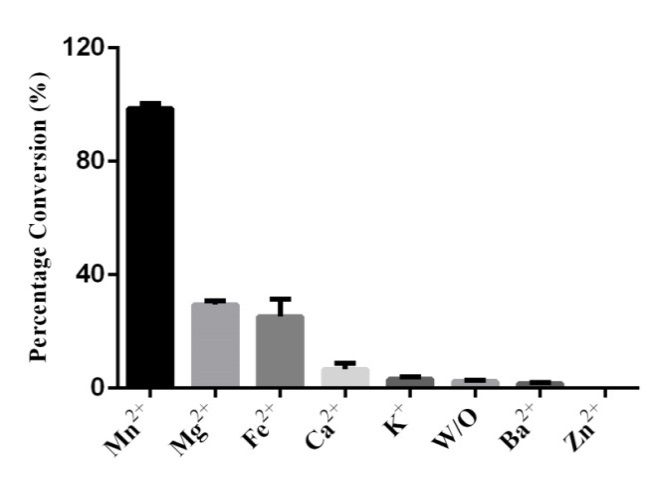 Percentage Conversion (%)
120
80
40
0
Mn²⁺
Mg²⁺
Fe²⁺
Ca²⁺
K⁺
W/O
Ba²⁺
Zn²⁺